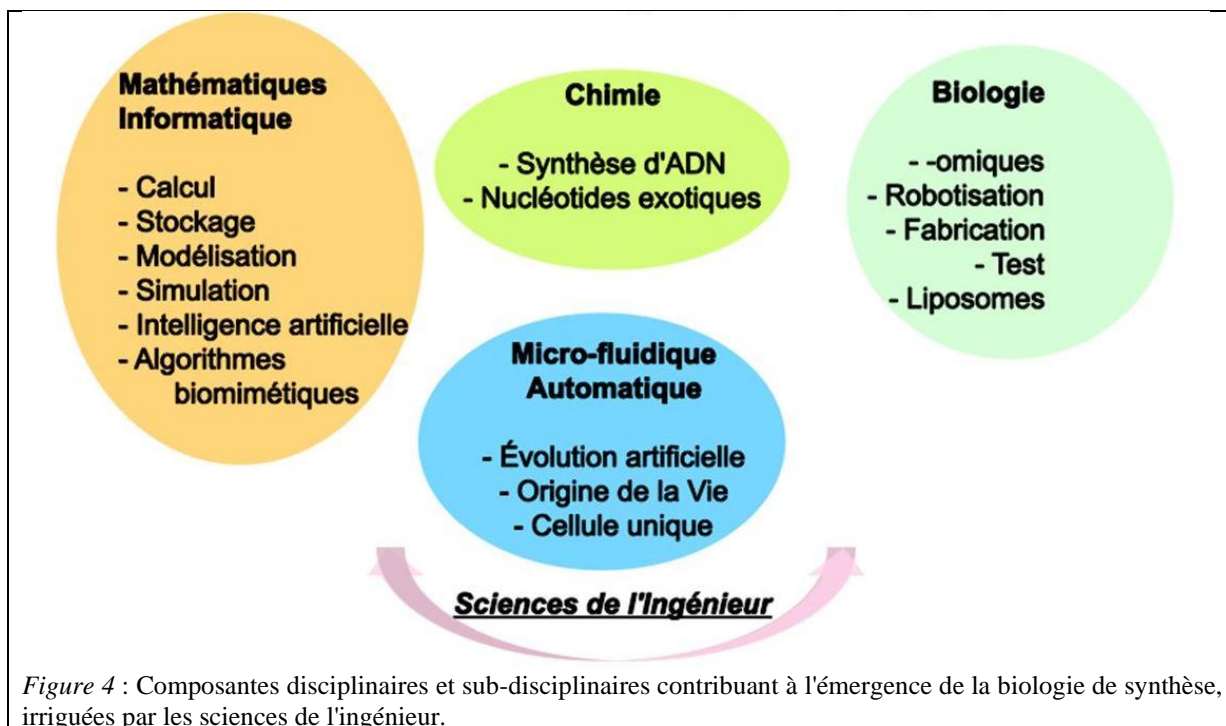 Mathématiques
Informatique
- Calcul
- Stockage
- Modélisation
- Simulation
- Intelligence artificielle
- Algorithmes
biomimétiques
Chimie
- Synthèse d'ADN
- Nucléotides exotiques
Biologie
- -omiques
- Robotisation
- Fabrication
- Test
- Liposomes
Micro-fluidique
Automatique
- Évolution artificielle
- Origine de la Vie
- Cellule unique
Sciences de l'Ingénieur
Figure 4 : Composantes disciplinaires et sub-disciplinaires contribuant à l'émergence de la biologie de synthèse,
irriguées par les sciences de l'ingénieur.